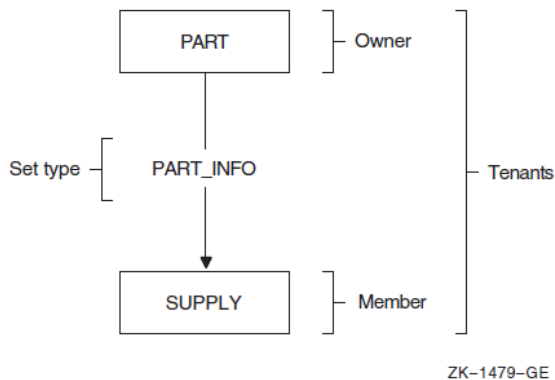 PART
Owner
Set type
PART_INFO
Tenants
SUPPLY
Member
ZK–1479–GE